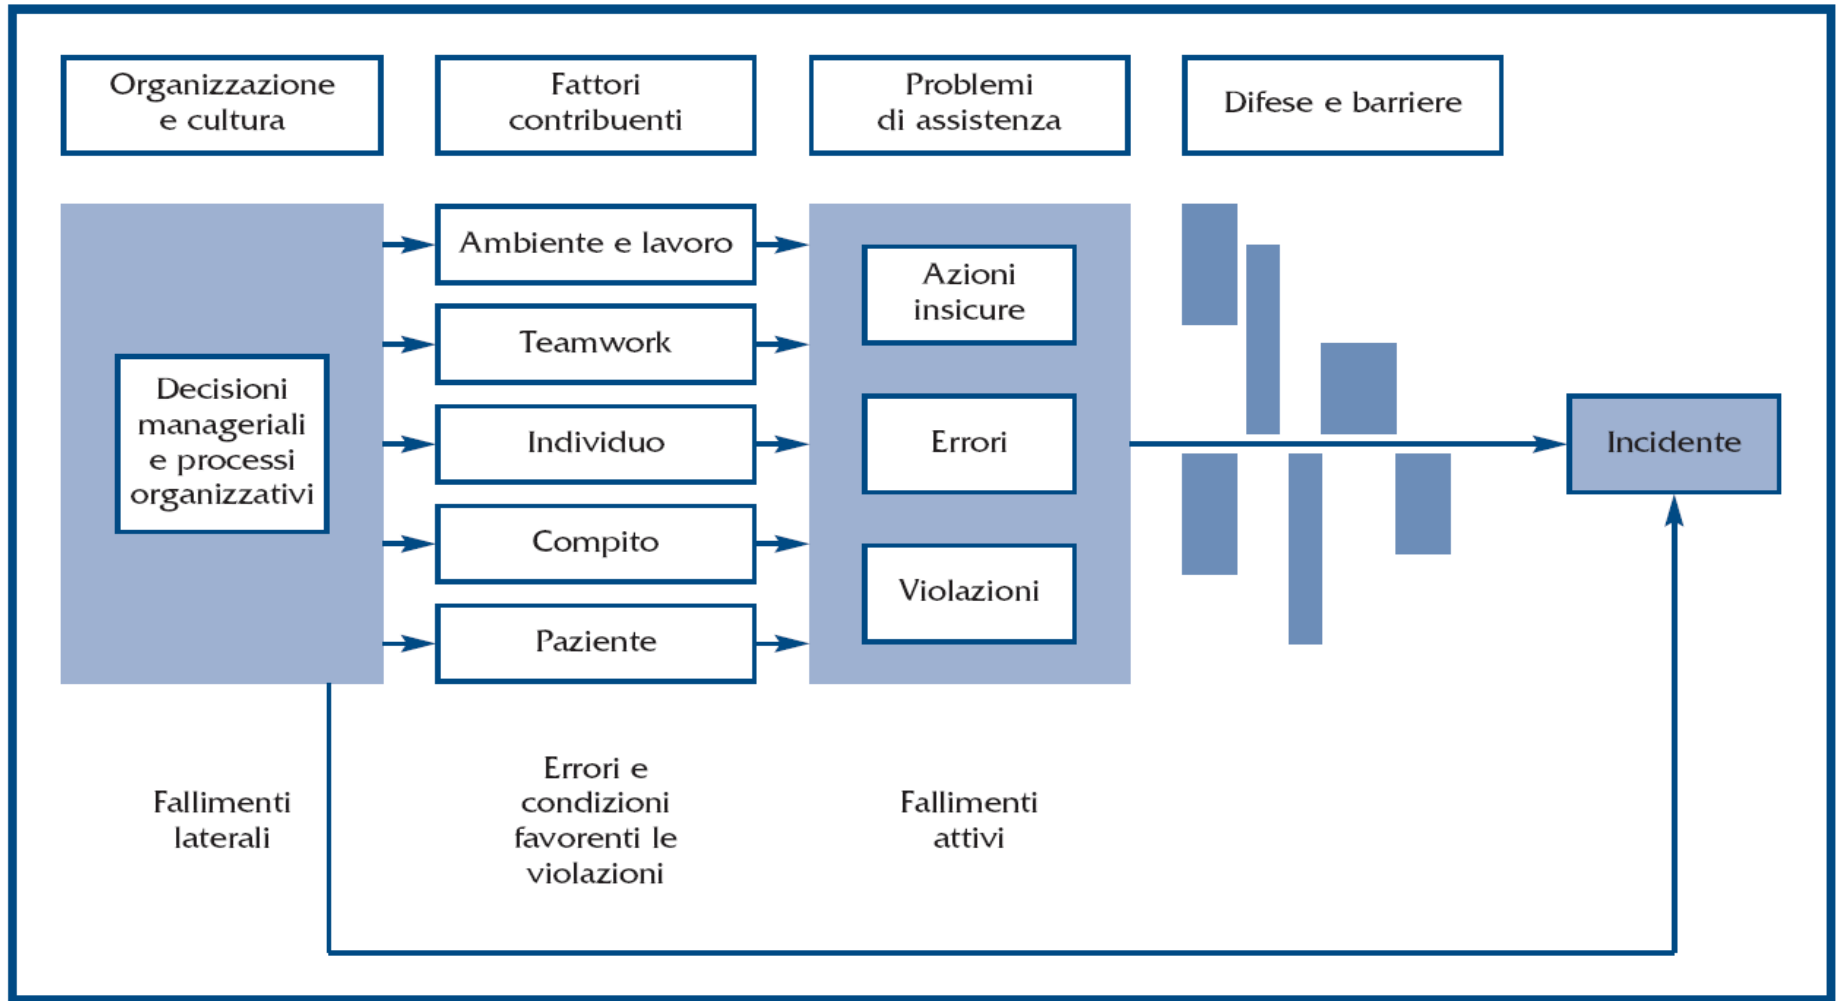 Organizzazione
e cultura
Fattori
contribuenti
Problemi
di assistenza
Difese e barriere
Decisioni
manageriali
e processi
organizzativi
Ambiente e lavoro
Teamwork
Individuo
Compito
Paziente
Azioni
insicure
Errori
Violazioni
Incidente
Fallimenti
laterali
Errori e
condizioni
favorenti le
violazioni
Fallimenti
attivi